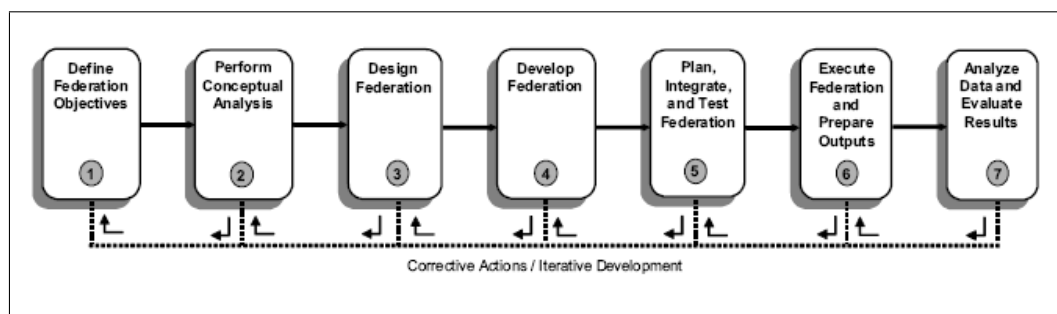 Define
Federation
Objectives
1
Perform
Conceptual
Analysis
2
Design
Federation
3
Develop
Federation
4
Plan,
Integrate,
and Test
Federation
5
Execute
Federation
and
Prepare
Outputs
6
Analyze
Data and
Evaluate
Results
7
Corrective Actions / Iterative Development